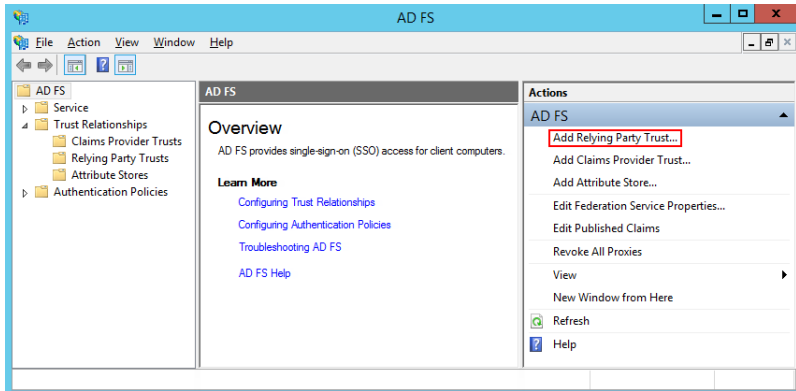 AD FS
File Action View Window Help
AD FS
Service
Trust Relationships
Claims Provider Trusts
Relying Party Trusts
Attribute Stores
Authentication Policies
AD FS
Overview
AD FS provides single-sign-on (SSO) access for client computers.
Learn More
Configuring Trust Relationships
Configuring Authentication Policies
Troubleshooting AD FS
AD FS Help
Actions
AD FS
Add Relying Party Trust...
Add Claims Provider Trust...
Add Attribute Store...
Edit Federation Service Properties...
Edit Published Claims
Revoke All Proxies
View
New Window from Here
Refresh
Help